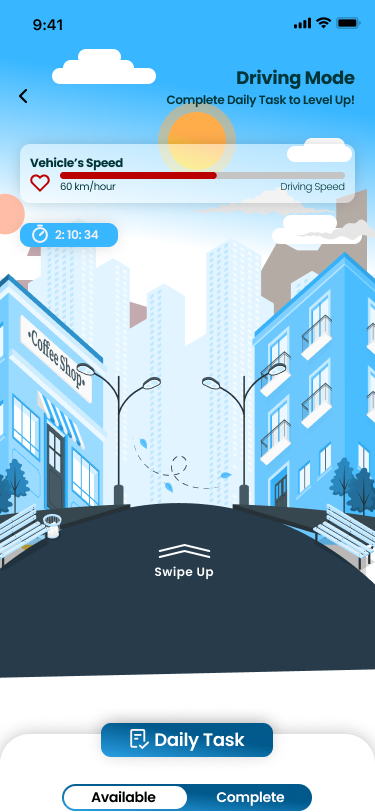 9:41
Driving Mode
Complete Daily Task to Level Up!
Vehicle's Speed
60 km/hour
Driving Speed
2: 10: 34
•Coffee Shop•
Swipe Up
Daily Task
Available
Complete